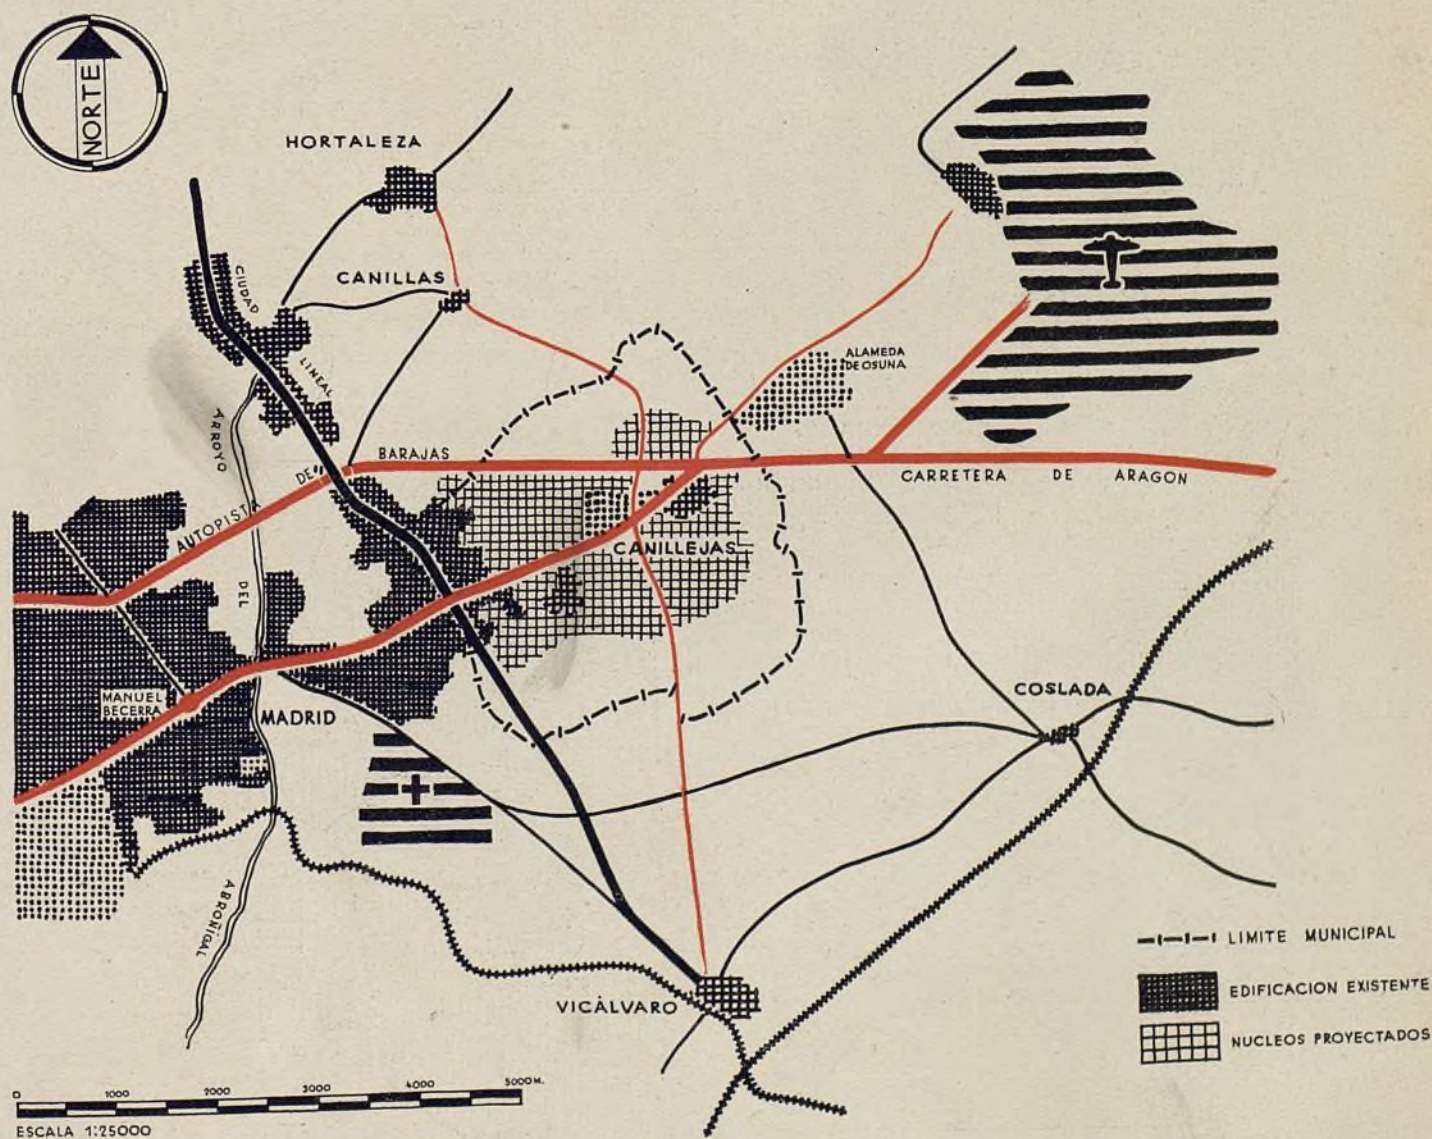 NORTE
HORTALEZA
CANILLAS
CIUDAD
LINEAL
ALAMEDA
DE OSUNA
ARROYO
DEL
ABROÑIGAL
AUTOPISTA DE BARAJAS
CARRETERA DE ARAGON
CANILLEJAS
MANUEL
BECERRA
MADRID
COSLADA
VICÁLVARO
LIMITE MUNICIPAL
EDIFICACION EXISTENTE
NUCLEOS PROYECTADOS
0 1000 2000 3000 4000 5000 M.
ESCALA 1:25000